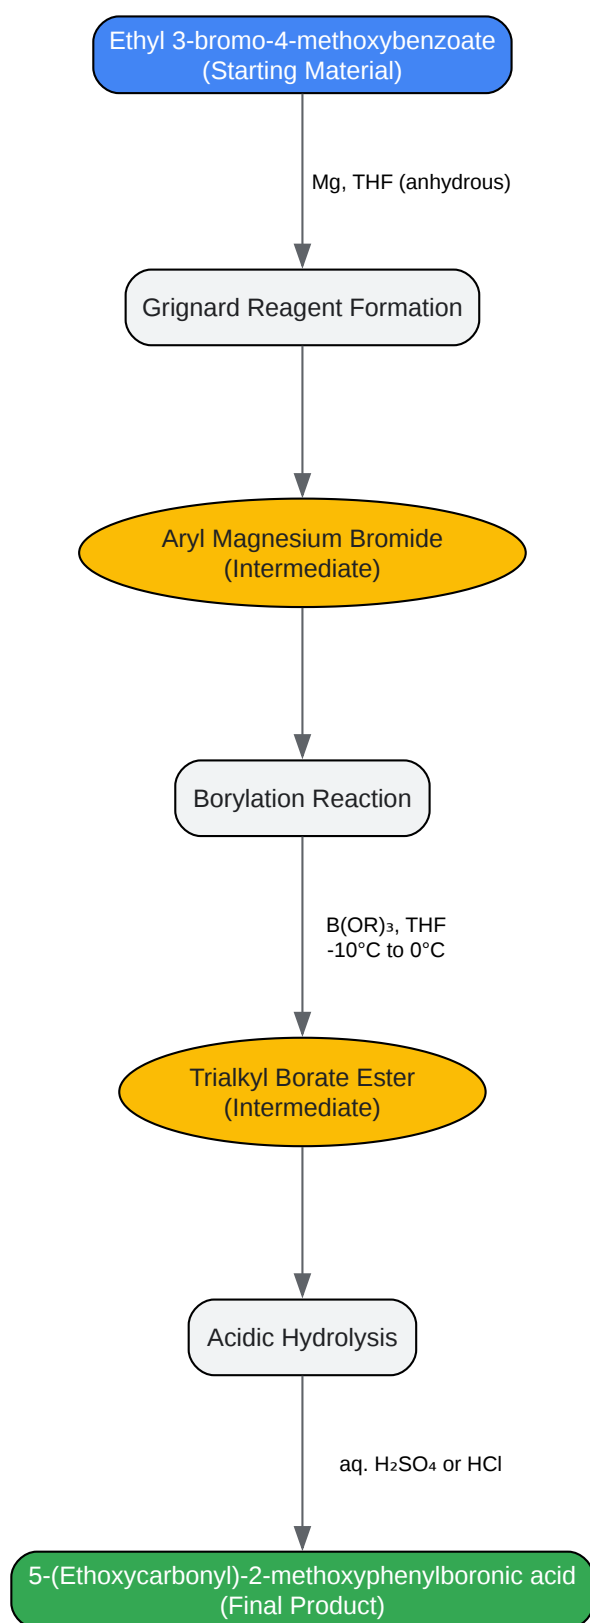 Ethyl 3-bromo-4-methoxybenzoate
(Starting Material)
Mg, THF (anhydrous)
Grignard Reagent Formation
Aryl Magnesium Bromide
(Intermediate)
Borylation Reaction
B(OR)₃, THF
-10°C to 0°C
Trialkyl Borate Ester
(Intermediate)
Acidic Hydrolysis
aq. H₂SO₄ or HCl
5-(Ethoxycarbonyl)-2-methoxyphenylboronic acid
(Final Product)